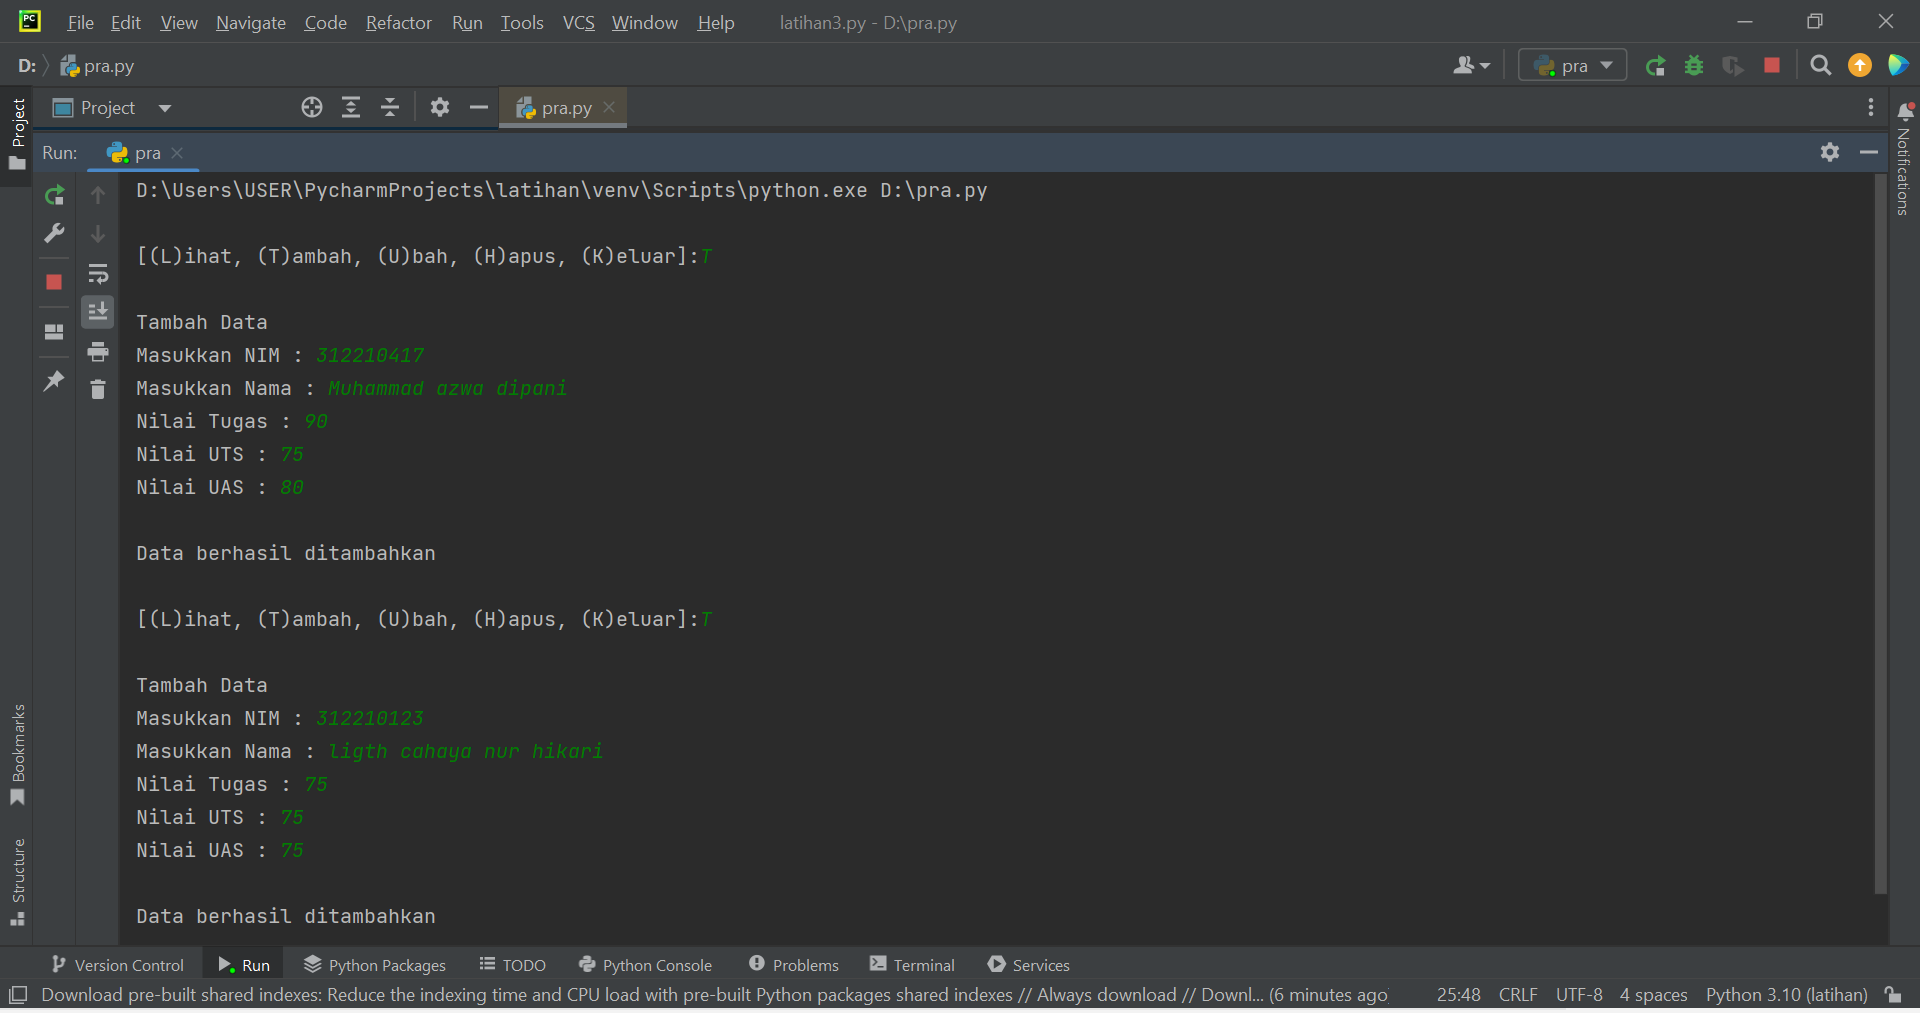 PC File Edit View Navigate Code Refactor Run Tools VCS Window Help latihan3.py - D:\pra.py
D: pra.py pra
Project pra.py
Run: pra
D:\Users\USER\PycharmProjects\latihan\venv\Scripts\python.exe D:\pra.py
[(L)ihat, (T)ambah, (U)bah, (H)apus, (K)eluar]:T
Tambah Data
Masukkan NIM : 312210417
Masukkan Nama : Muhammad azwa dipani
Nilai Tugas : 90
Nilai UTS : 75
Nilai UAS : 80
Data berhasil ditambahkan
[(L)ihat, (T)ambah, (U)bah, (H)apus, (K)eluar]:T
Tambah Data
Masukkan NIM : 312210123
Masukkan Nama : ligth cahaya nur hikari
Nilai Tugas : 75
Nilai UTS : 75
Nilai UAS : 75
Data berhasil ditambahkan
Project
Bookmarks
Structure
Notifications
Version Control Run Python Packages TODO Python Console Problems Terminal Services
Download pre-built shared indexes: Reduce the indexing time and CPU load with pre-built Python packages shared indexes // Always download // Downl... (6 minutes ago) 25:48 CRLF UTF-8 4 spaces Python 3.10 (latihan)